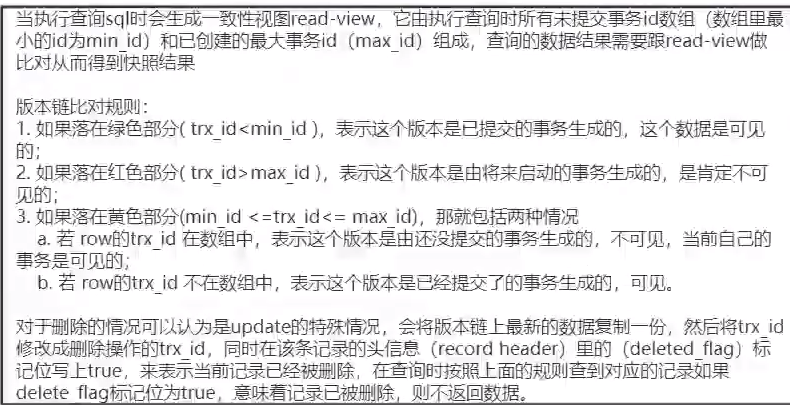 当执行查询sql时会生成一致性视图read-view，它由执行查询时所有未提交事务id数组（数组里最
小的id为min_id）和已创建的最大事务id（max_id）组成，查询的数据结果需要跟read-view做
比对从而得到快照结果
版本链比对规则：
1. 如果落在绿色部分( trx_id<min_id )，表示这个版本是已提交的事务生成的，这个数据是可见
的；
2. 如果落在红色部分( trx_id>max_id )，表示这个版本是由将来启动的事务生成的，是肯定不可
见的；
3. 如果落在黄色部分(min_id <=trx_id<= max_id)，那就包括两种情况
a. 若 row的trx_id 在数组中，表示这个版本是由还没提交的事务生成的，不可见，当前自己的
事务是可见的；
b. 若 row的trx_id 不在数组中，表示这个版本是已经提交了的事务生成的，可见。
对于删除的情况可以认为是update的特殊情况，会将版本链上最新的数据复制一份，然后将trx_id
修改成删除操作的trx_id，同时在该条记录的头信息（record header）里的（deleted_flag）标
记位写上true，来表示当前记录已经被删除，在查询时按照上面的规则查到对应的记录如果
delete_flag标记位为true，意味着记录已被删除，则不返回数据。